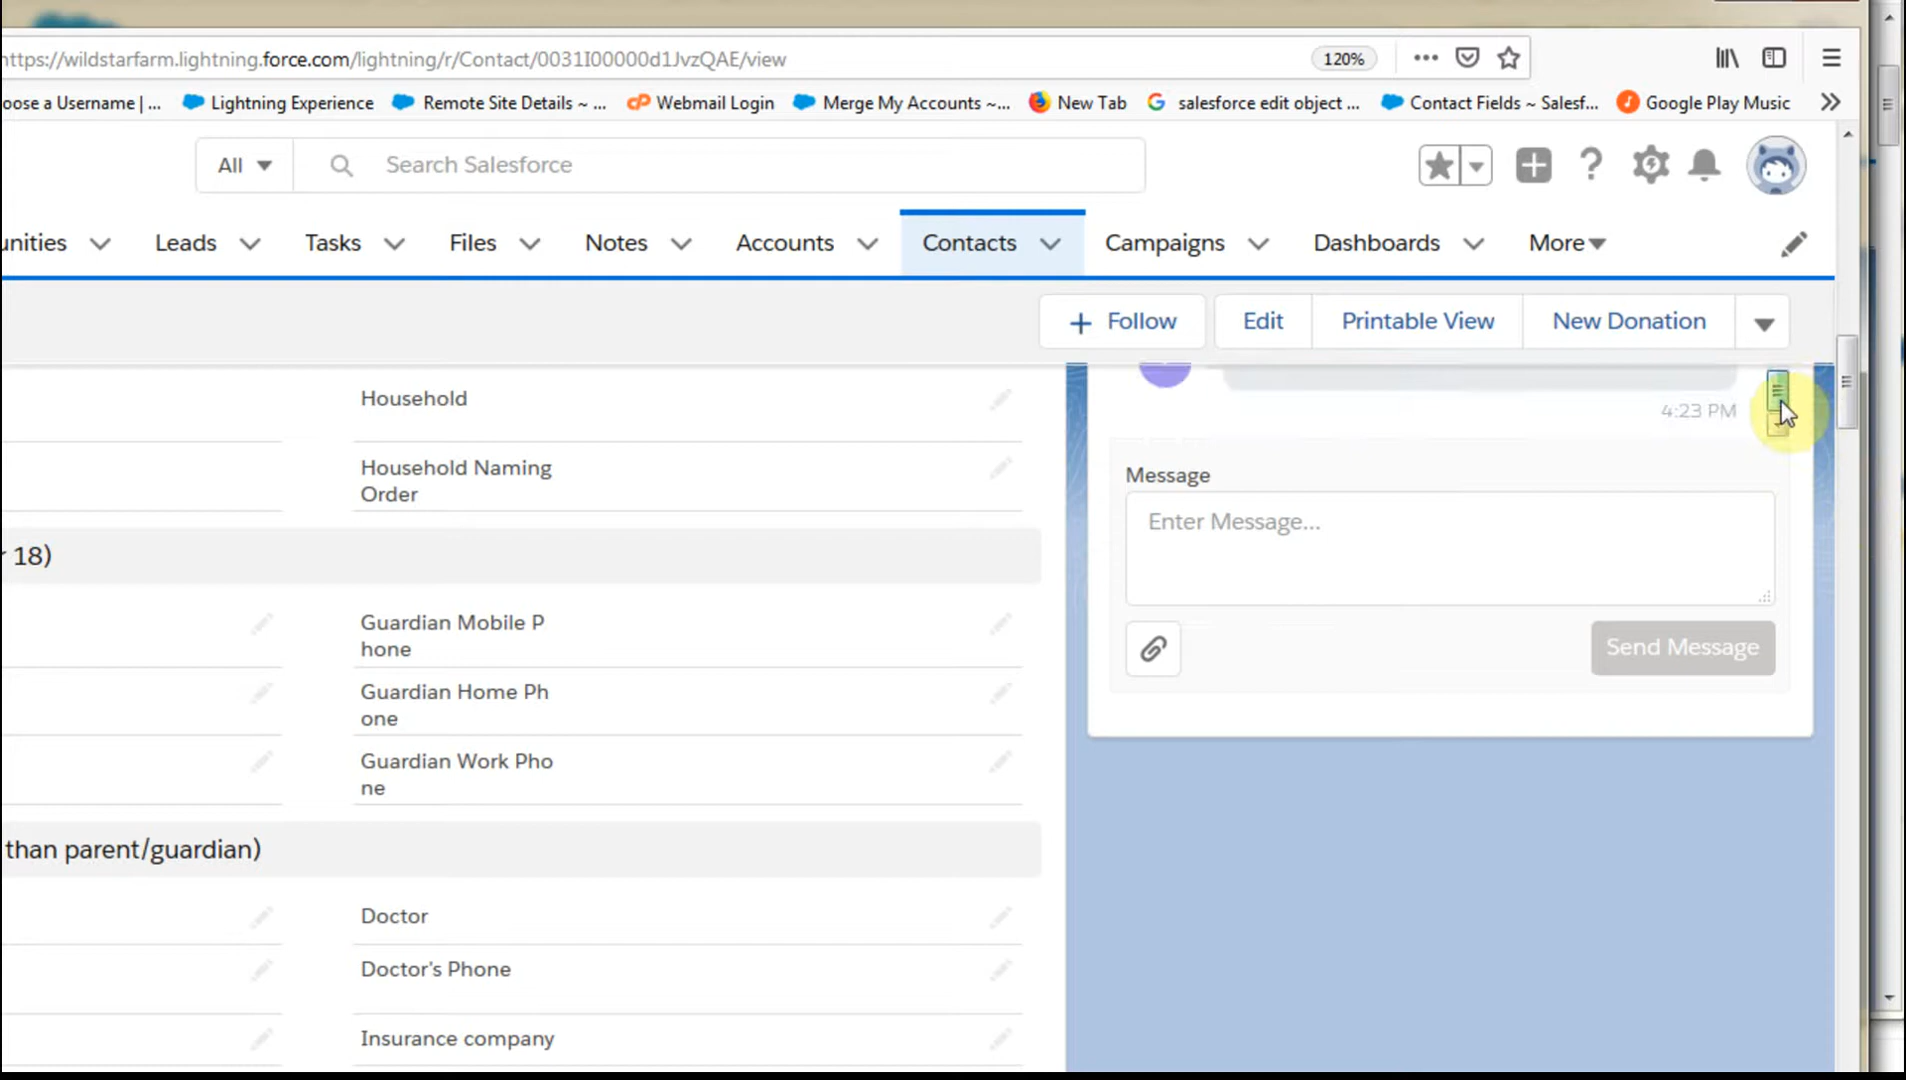 ttps://wildstarfarm.lightning.force.com/lightning/r/Contact/0031I00000d1JvzQAE/view 120%
oose a Username | ... Lightning Experience Remote Site Details ~ ... Webmail Login Merge My Accounts ~... New Tab salesforce edit object ... Contact Fields ~ Salesf... Google Play Music
All Search Salesforce
unities Leads Tasks Files Notes Accounts Contacts Campaigns Dashboards More
Follow Edit Printable View New Donation
Household
4:23 PM
Household Naming
Order
Message
Enter Message...
r 18)
Guardian Mobile P
hone
Send Message
Guardian Home Ph
one
Guardian Work Pho
ne
than parent/guardian)
Doctor
Doctor's Phone
Insurance company